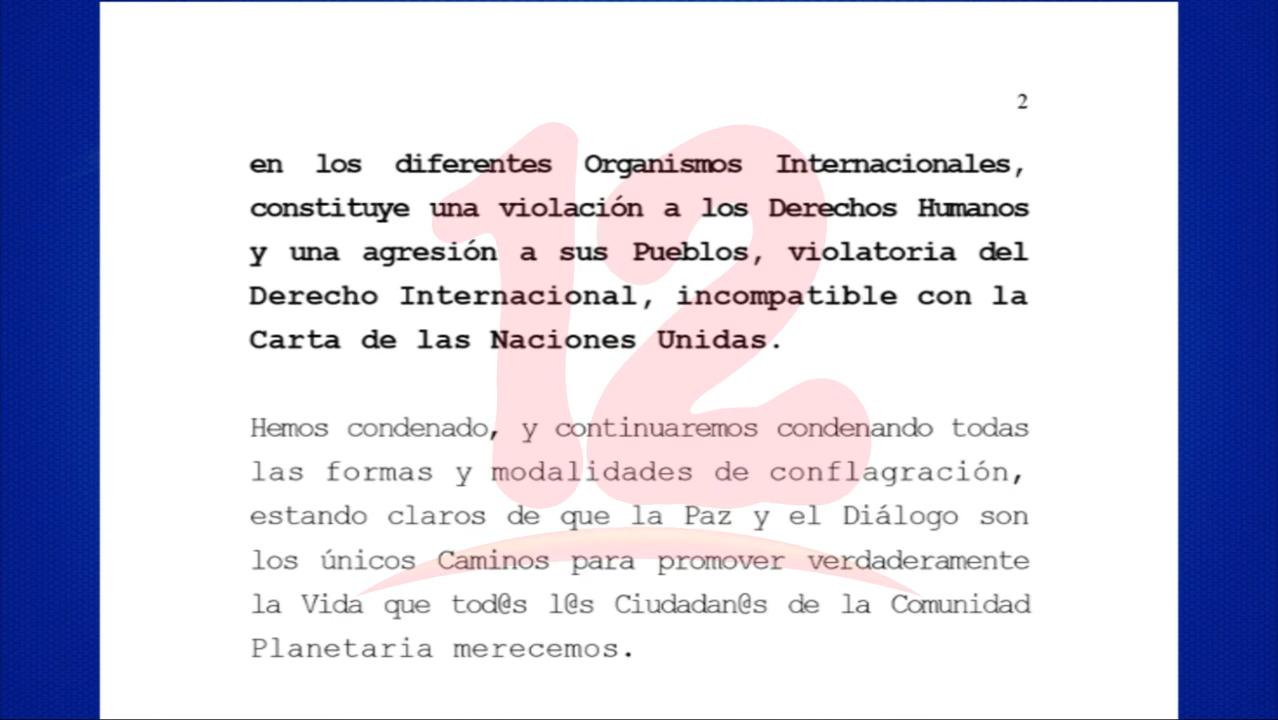 2
en los diferentes Organismos Internacionales,
constituye una violación a los Derechos Humanos
y una agresión a sus Pueblos, violatoria del
Derecho Internacional, incompatible con la
Carta de las Naciones Unidas.
Hemos condenado, y continuaremos condenando todas
las formas y modalidades de conflagración,
estando claros de que la Paz y el Diálogo son
los únicos Caminos para promover verdaderamente
la Vida que tod@s l@s Ciudadan@s de la Comunidad
Planetaria merecemos.
12